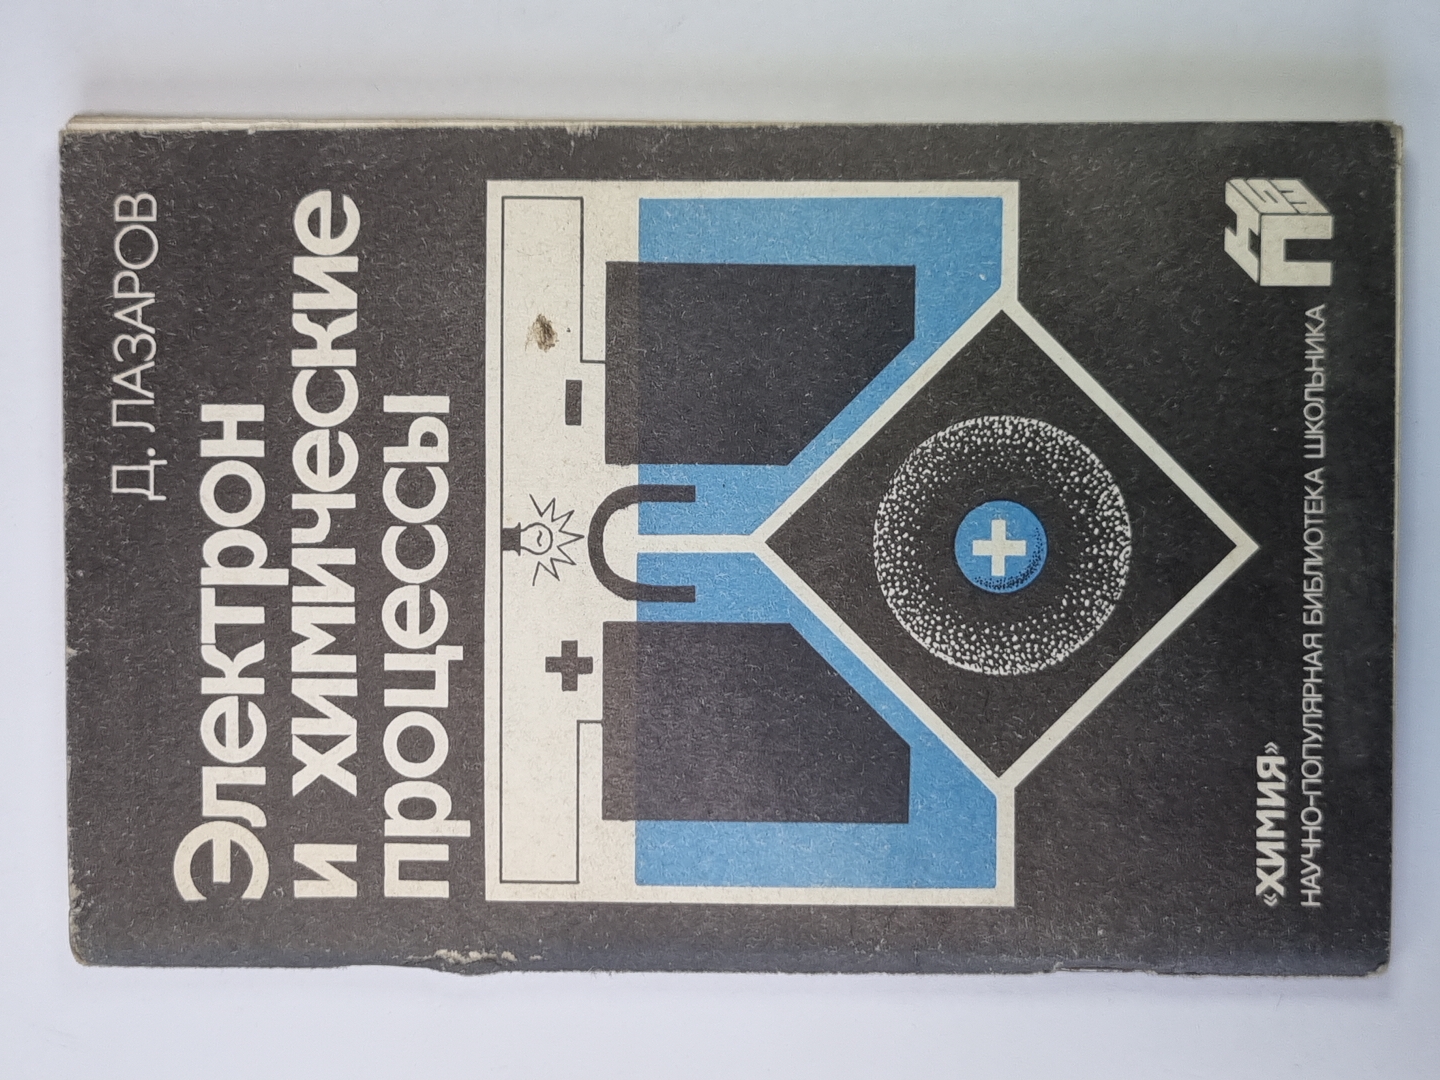 Д. ЛАЗАРОВ
Электрон
и химические
процессы
+
-
+
«ХИМИЯ»
НАУЧНО-ПОПУЛЯРНАЯ БИБЛИОТЕКА ШКОЛЬНИКА